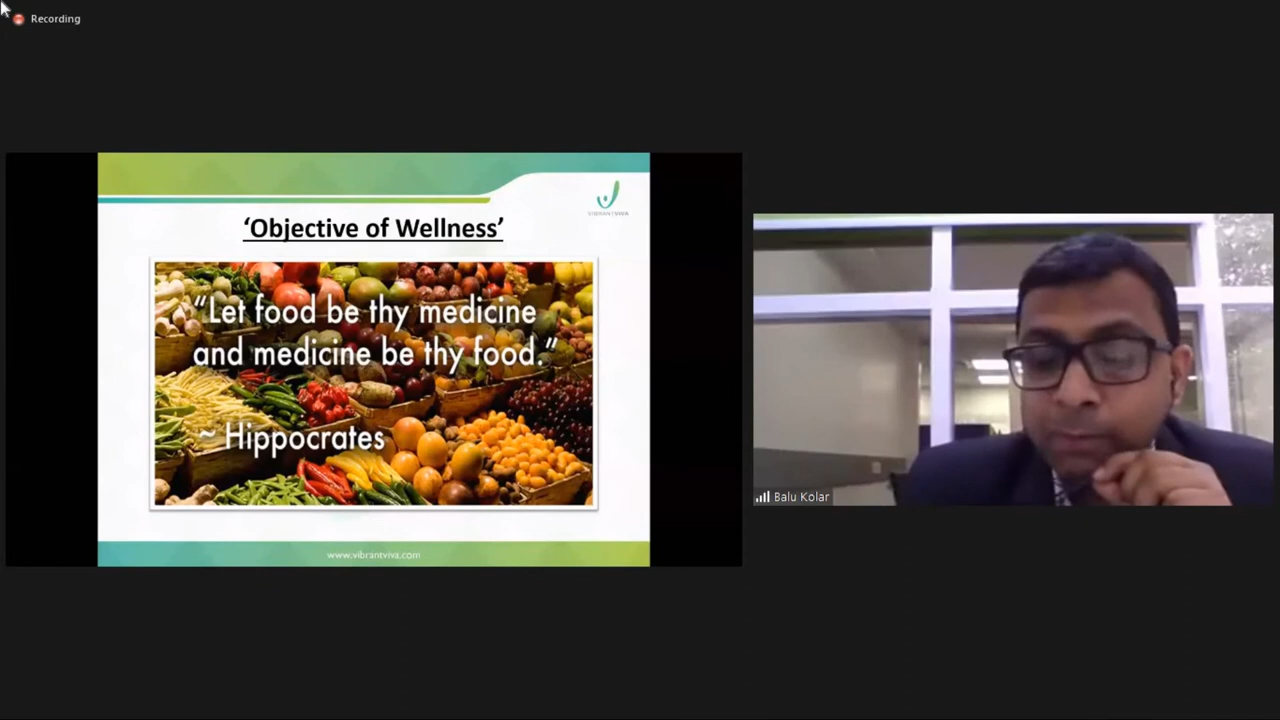 Recording
VIBRANTVIVA
‘Objective of Wellness’
“Let food be thy medicine
and medicine be thy food.”
~ Hippocrates
www.vibrantviva.com
Balu Kolar